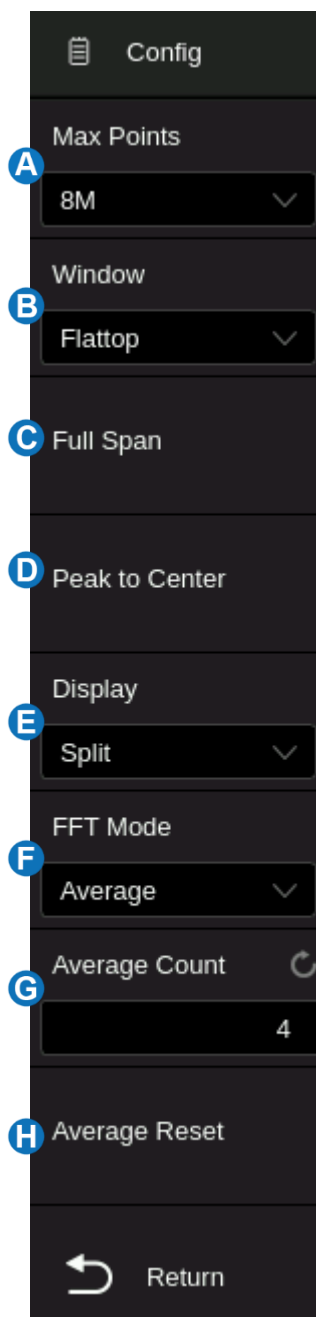 Config
Max Points
A
8M
Window
B
Flattop
C Full Span
D Peak to Center
Display
E
Split
FFT Mode
F
Average
Average Count
G
4
H Average Reset
Return